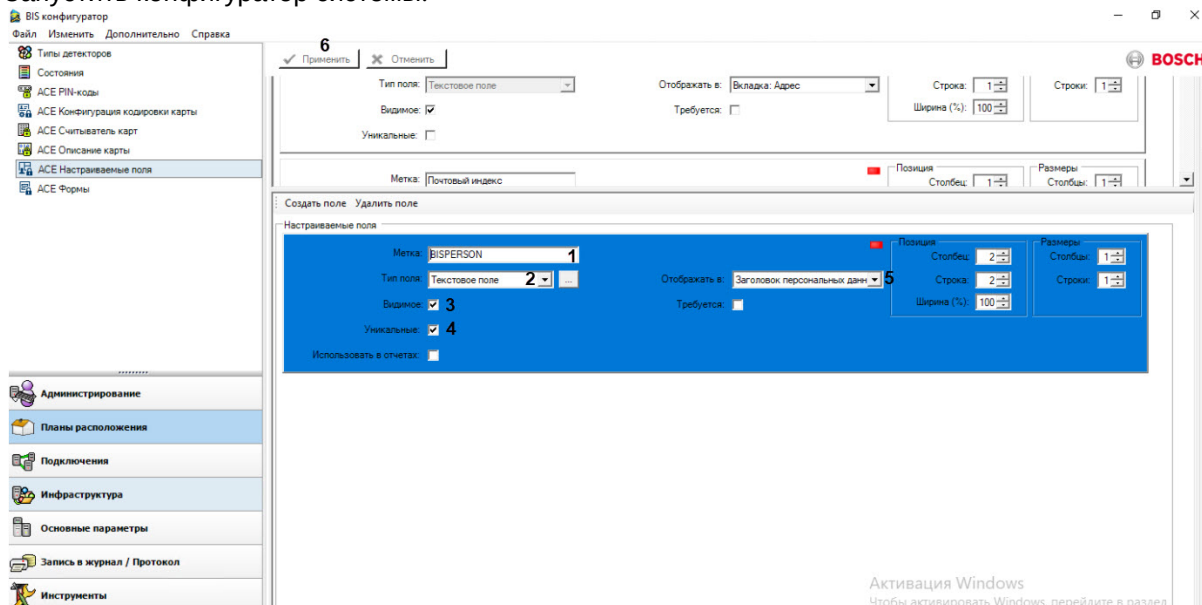 Запустить конфигуратор системы.
BIS конфигуратор
Файл Изменить Дополнительно Справка
Типы детекторов
Состояния
ACE PIN-коды
ACE Конфигурация кодировки карты
ACE Считыватель карт
ACE Описание карты
ACE Настраиваемые поля
ACE Формы
6
Применить Отменить
BOSCH
Тип поля: Текстовое поле Отображать в: Вкладка: Адрес Строка: 1 Строки: 1
Видимое: Требуется: Ширина (%): 100
Уникальные:
Позиция Размеры
Метка: Почтовый индекс Столбец: 1 Столбцы: 1
Создать поле Удалить поле
Настраиваемые поля
Позиция Размеры
Метка: BISPERSON 1 Столбец: 2 Столбцы: 1
Тип поля: Текстовое поле 2 ... Отображать в: Заголовок персональных данн 5 Строка: 2 Строки: 1
Видимое: 3 Требуется: Ширина (%): 100
Уникальные: 4
Использовать в отчетах:
Администрирование
Планы расположения
Подключения
Инфраструктура
Основные параметры
Запись в журнал / Протокол
Инструменты
Активация Windows
Чтобы активировать Windows, перейдите в раздел